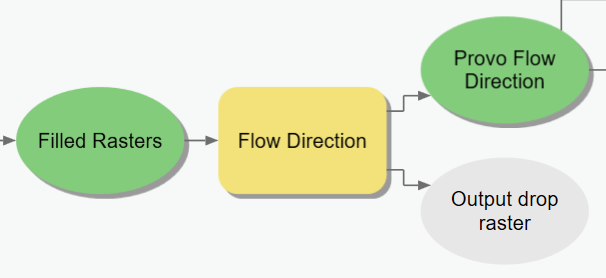 Filled Rasters
Flow Direction
Provo Flow
Direction
Output drop
raster